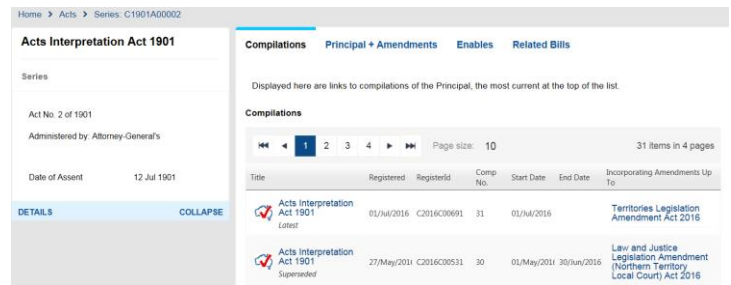 Home > Acts > Series: C1901A00002
Acts Interpretation Act 1901
Series
Act No. 2 of 1901
Administered by: Attorney-General's
Date of Assent 12 Jul 1901
DETAILS COLLAPSE
Compilations Principal + Amendments Enables Related Bills
Displayed here are links to compilations of the Principal, the most current at the top of the list.
Compilations
1 2 3 4 Page size: 10 31 items in 4 pages
Title Registered RegisterId Comp No. Start Date End Date Incorporating Amendments Up To
Acts Interpretation
Act 1901
Latest
01/Jul/2016 C2016C00691 31 01/Jul/2016
Territories Legislation
Amendment Act 2016
Acts Interpretation
Act 1901
Superseded
27/May/201 C2016C00531 30 01/May/201 30/Jun/2016
Law and Justice
Legislation Amendment
(Northern Territory
Local Court) Act 2016